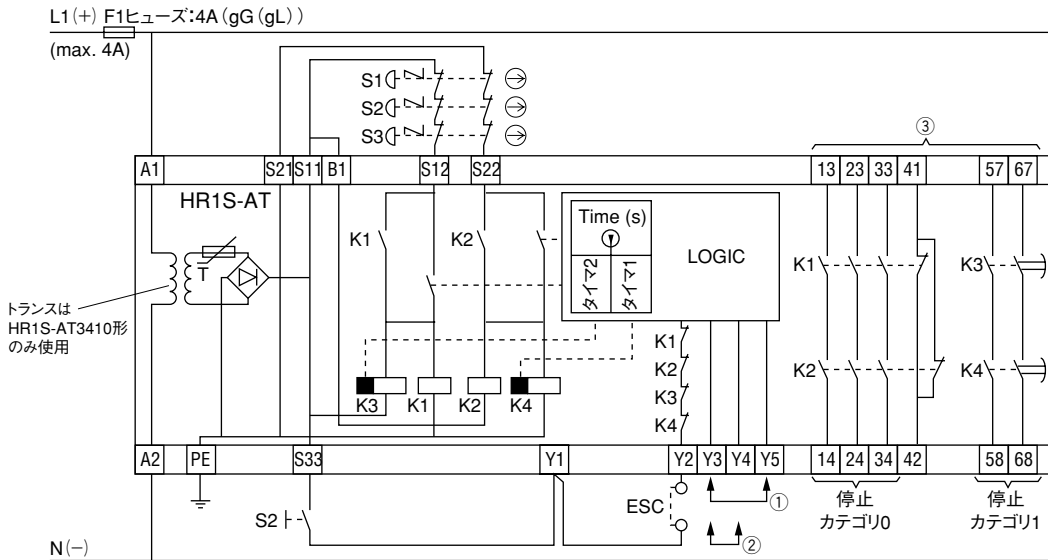 L1(+) F1ヒューズ:4A(gG(gL))
(max. 4A)
S1
S2
S3
③
A1 S21 S11 B1 S12 S22 13 23 33 41 57 67
HR1S-AT
T
トランスは
HR1S-AT3410形
のみ使用
K1 K2
Time (s)
タイマ2 タイマ1
LOGIC
K1 K3
K1
K2
K3
K4
K2 K4
K3 K1 K2 K4
A2 PE S33 Y1 Y2 Y3 Y4 Y5 14 24 34 42 58 68
S2
ESC
①
②
停止
カテゴリ0
停止
カテゴリ1
N(−)